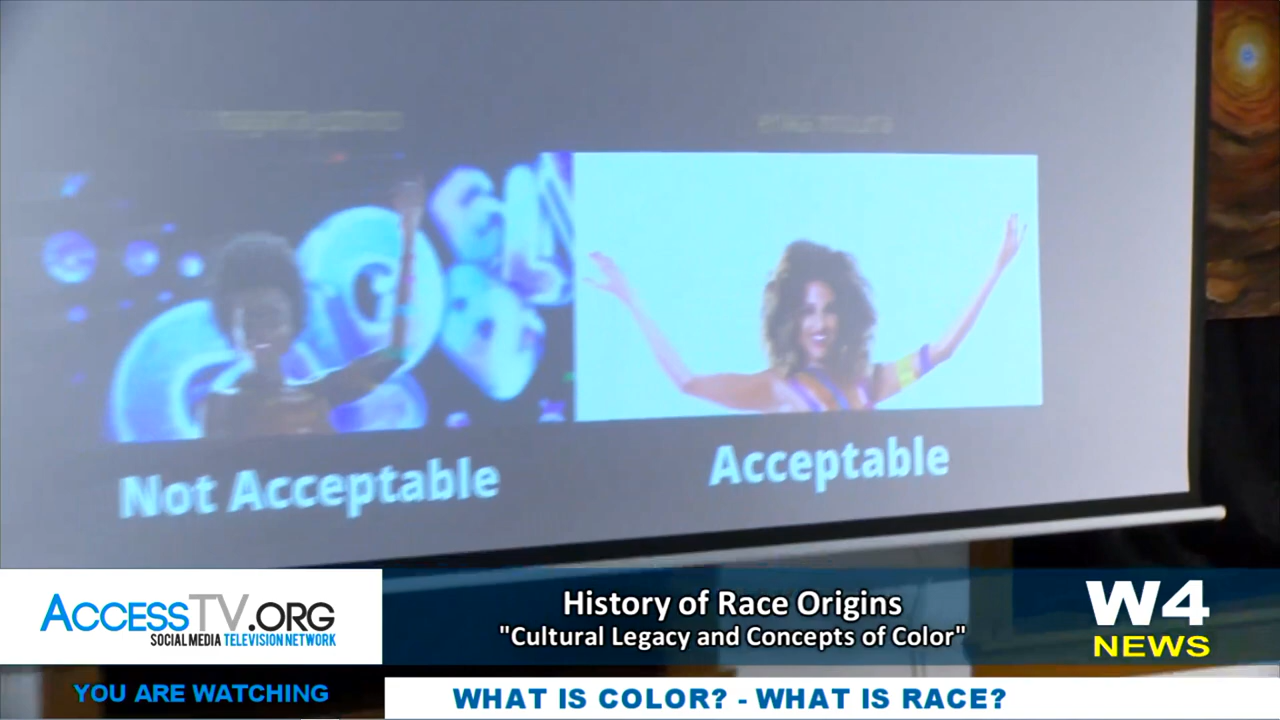 Not Acceptable
Acceptable
ACCESSTV.ORG
SOCIAL MEDIA TELEVISION NETWORK
History of Race Origins
"Cultural Legacy and Concepts of Color"
W4
NEWS
YOU ARE WATCHING
WHAT IS COLOR? - WHAT IS RACE?